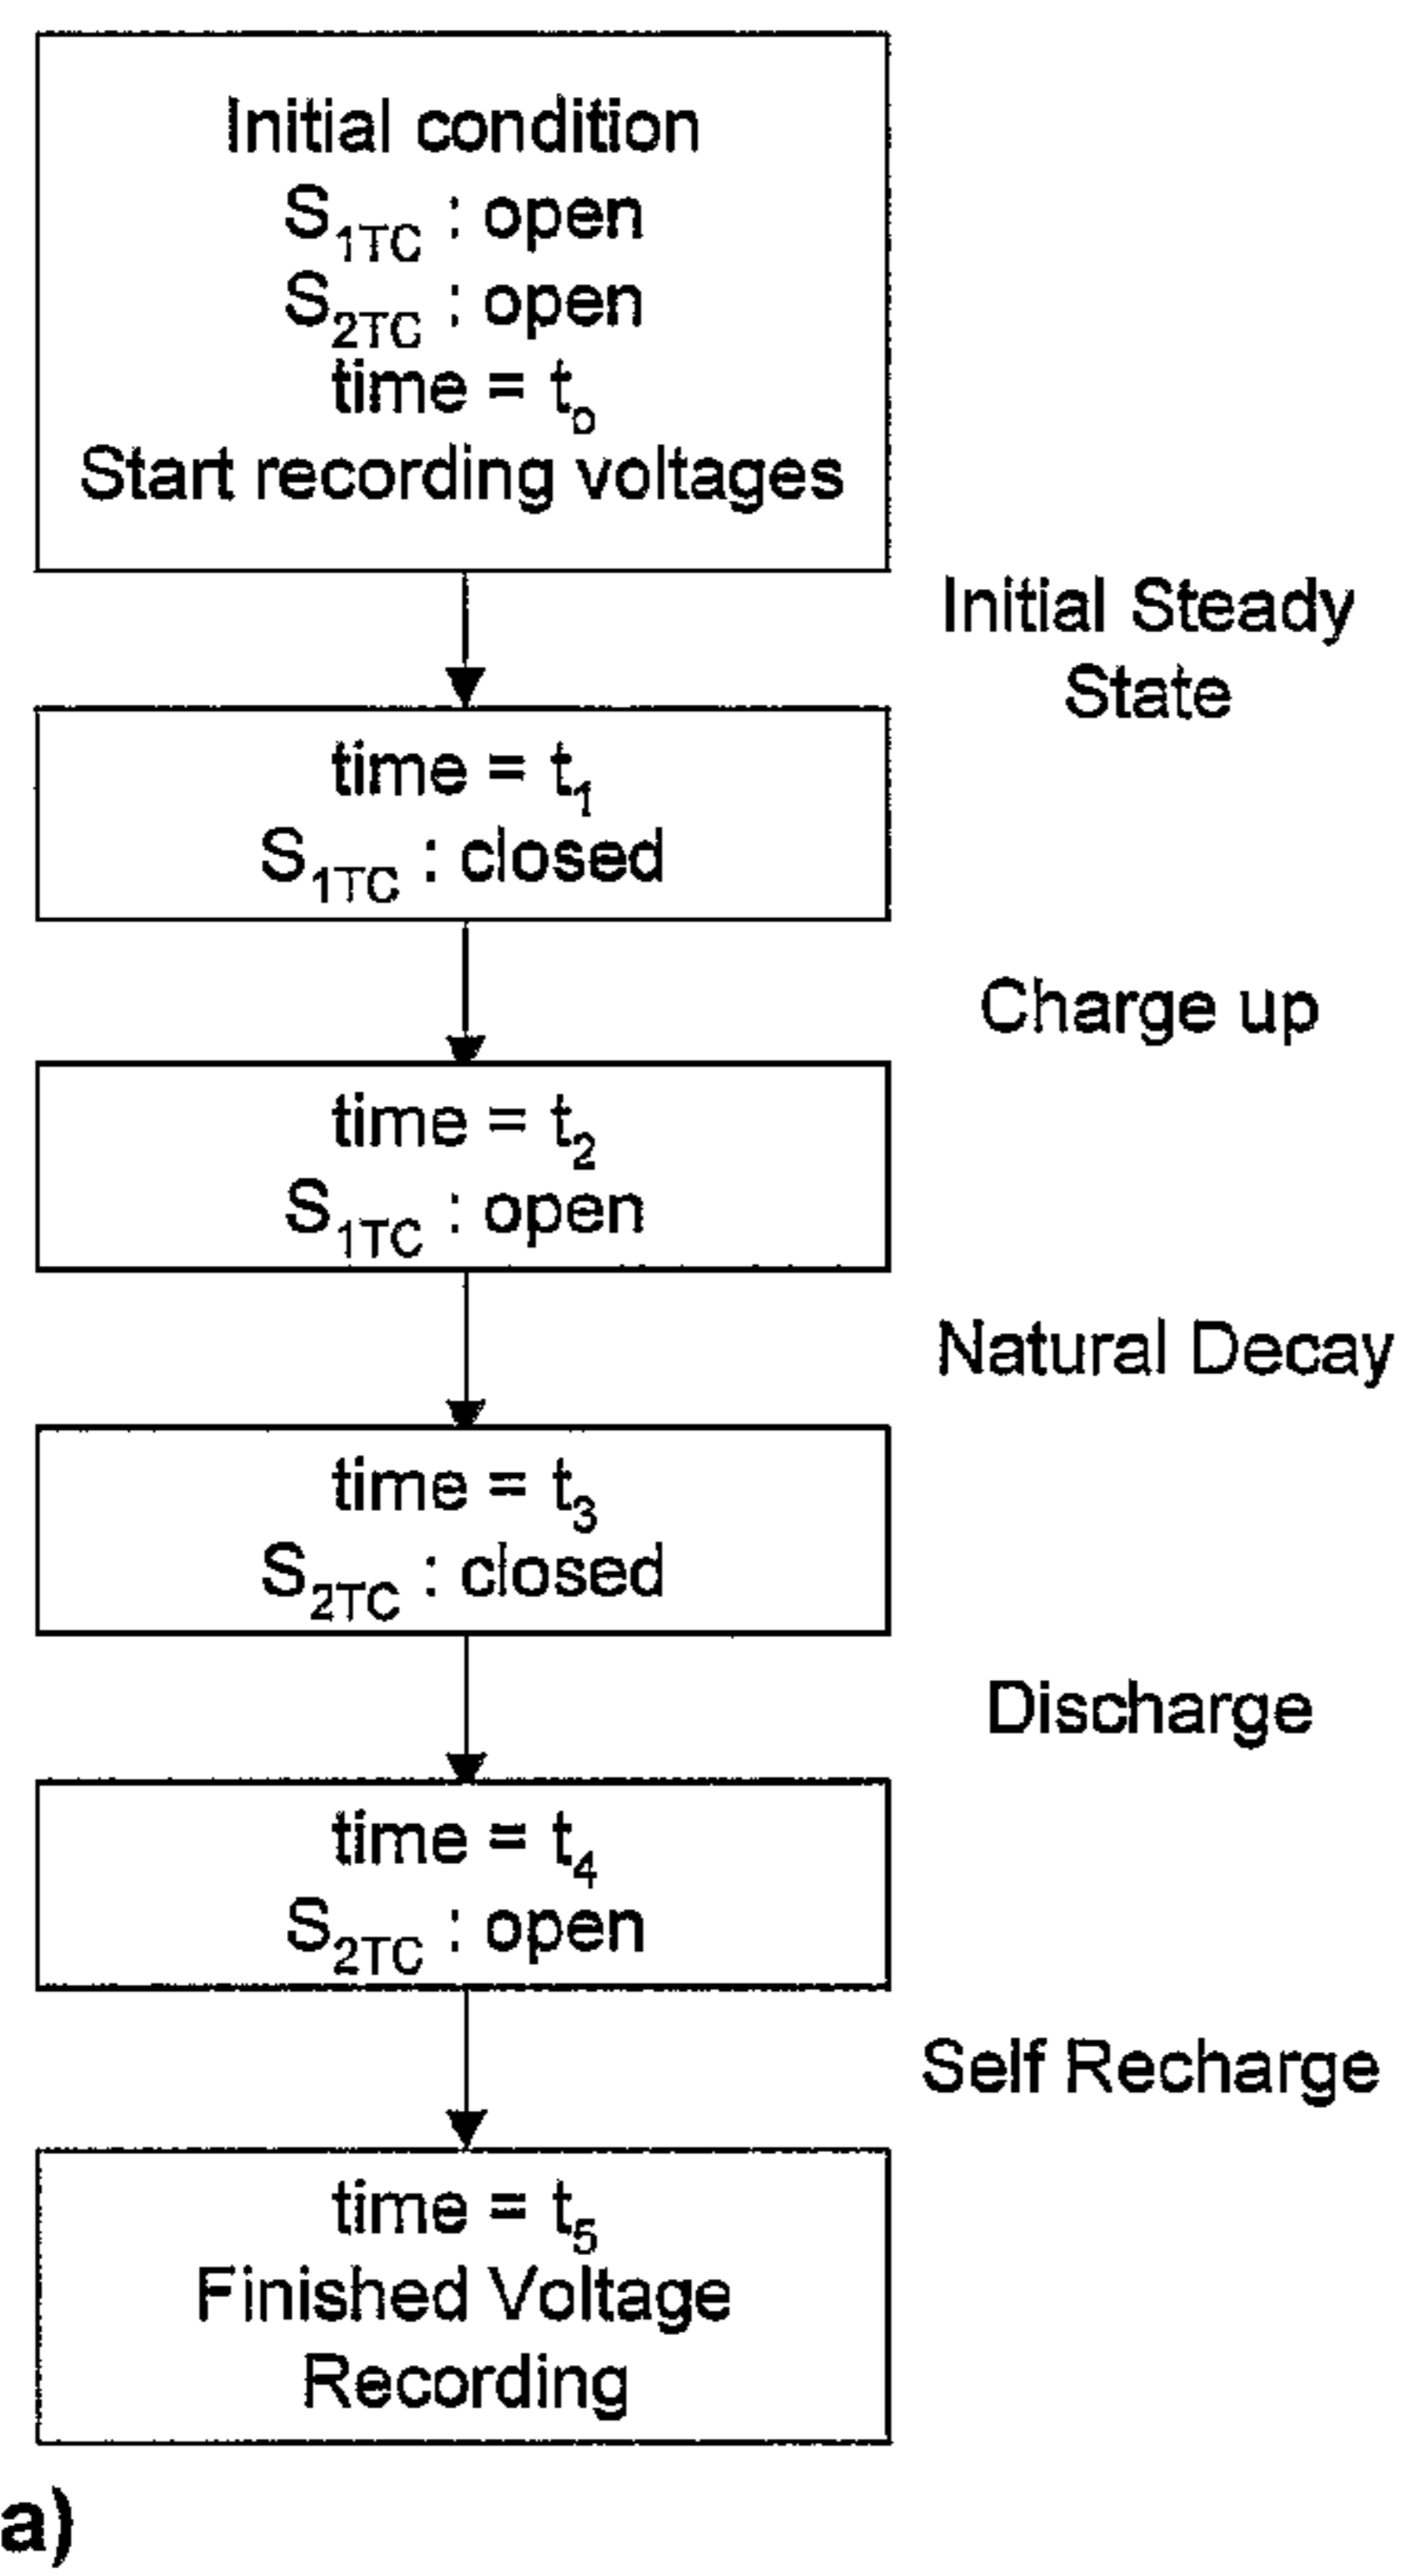 Initial condition
S1TC : open
S2TC : open
time = to
Start recording voltages
Initial Steady
State
time = t1
S1TC : closed
Charge up
time = t2
S1TC : open
Natural Decay
time = t3
S2TC : closed
Discharge
time = t4
S2TC : open
Self Recharge
time = t5
Finished Voltage
Recording
a)